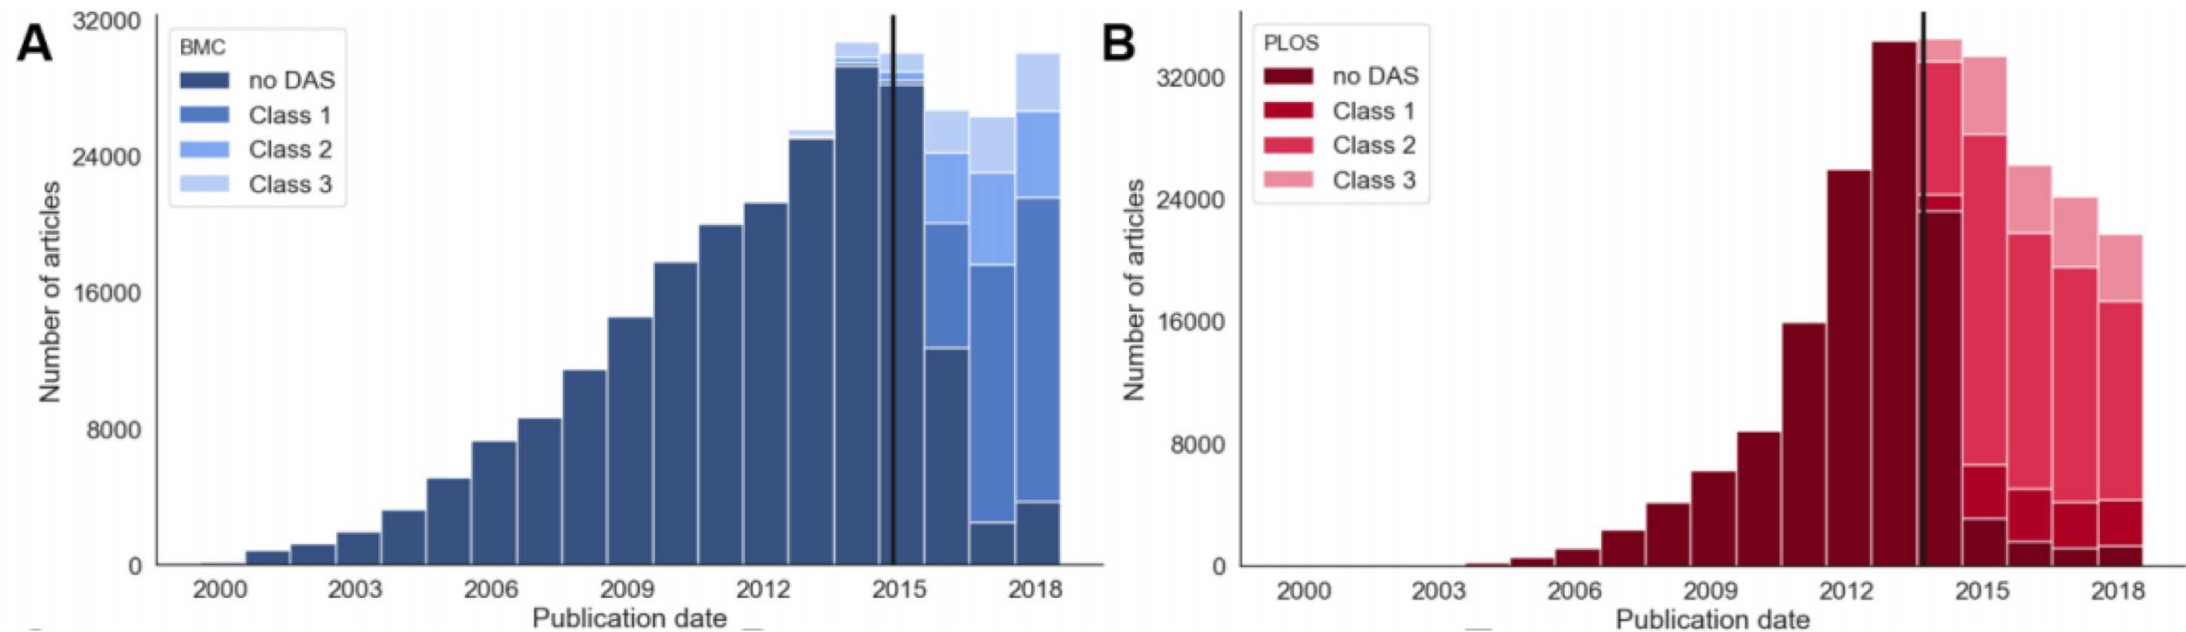 A
BMC
no DAS
Class 1
Class 2
Class 3
Number of articles
32000
24000
16000
8000
0
2000 2003 2006 2009 2012 2015 2018
Publication date
B
PLOS
no DAS
Class 1
Class 2
Class 3
Number of articles
32000
24000
16000
8000
0
2000 2003 2006 2009 2012 2015 2018
Publication date